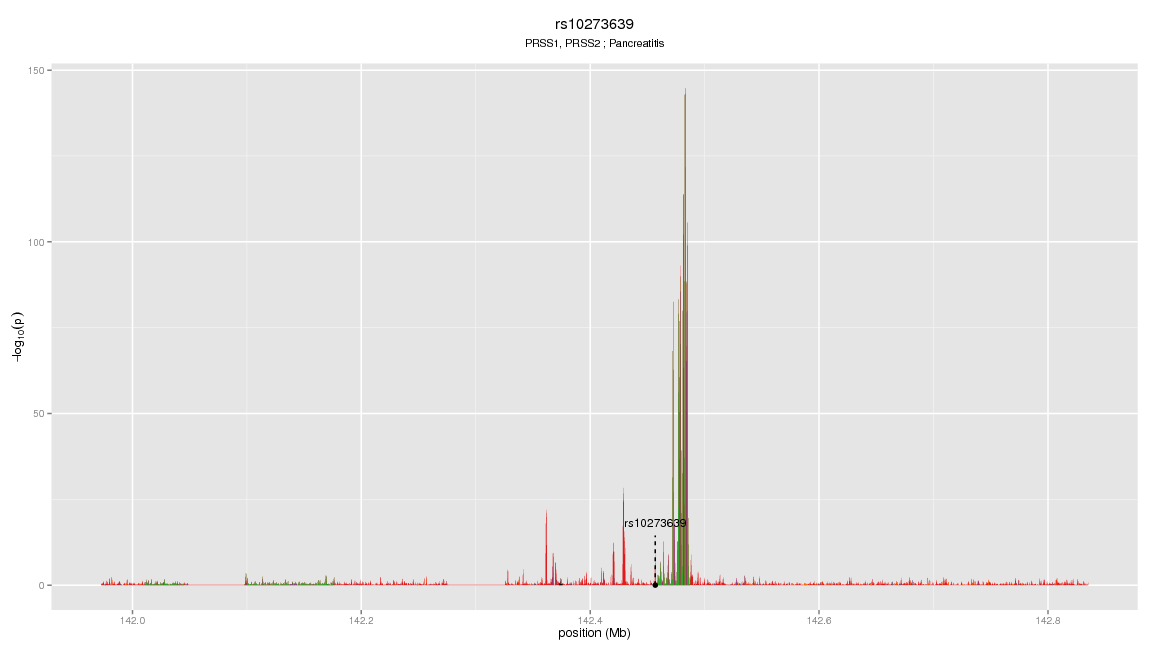 rs10273639
PRSS1, PRSS2 ; Pancreatitis
150
100
50
0
−log10(p)
rs10273639
142.0 142.2 142.4 142.6 142.8
position (Mb)